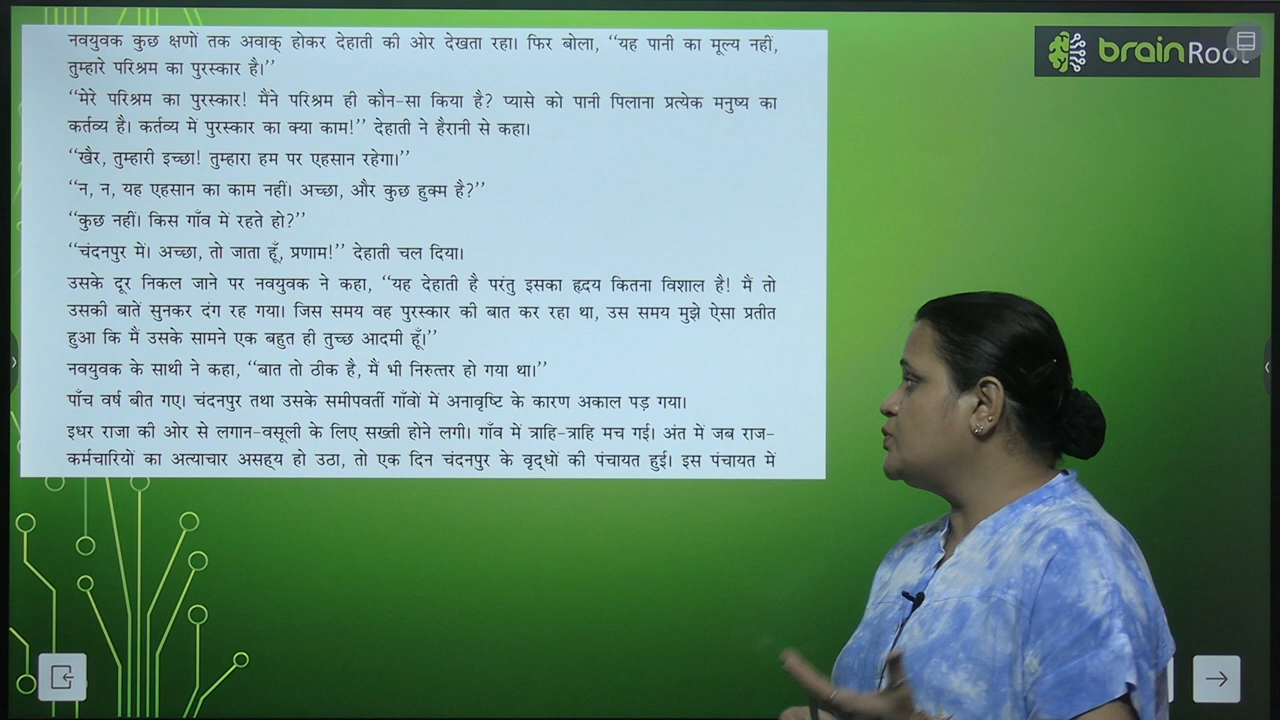 नवयुवक कुछ क्षणों तक अवाक् होकर देहाती की ओर देखता रहा। फिर बोला, ‘‘यह पानी का मूल्य नहीं,
तुम्हारे परिश्रम का पुरस्कार है।’’
‘‘मेरे परिश्रम का पुरस्कार! मैंने परिश्रम ही कौन-सा किया है? प्यासे को पानी पिलाना प्रत्येक मनुष्य का
कर्तव्य है। कर्तव्य में पुरस्कार का क्या काम!’’ देहाती ने हैरानी से कहा।
‘‘खैर, तुम्हारी इच्छा! तुम्हारा हम पर एहसान रहेगा।’’
‘‘न, न, यह एहसान का काम नहीं। अच्छा, और कुछ हुक्म है?’’
‘‘कुछ नहीं। किस गाँव में रहते हो?’’
‘‘चंदनपुर में। अच्छा, तो जाता हूँ, प्रणाम!’’ देहाती चल दिया।
उसके दूर निकल जाने पर नवयुवक ने कहा, ‘‘यह देहाती है परंतु इसका हृदय कितना विशाल है! मैं तो
उसकी बातें सुनकर दंग रह गया। जिस समय वह पुरस्कार की बात कर रहा था, उस समय मुझे ऐसा प्रतीत
हुआ कि मैं उसके सामने एक बहुत ही तुच्छ आदमी हूँ।’’
नवयुवक के साथी ने कहा, ‘‘बात तो ठीक है, मैं भी निरुत्तर हो गया था।’’
पाँच वर्ष बीत गए। चंदनपुर तथा उसके समीपवर्ती गाँवों में अनावृष्टि के कारण अकाल पड़ गया।
इधर राजा की ओर से लगान-वसूली के लिए सख्ती होने लगी। गाँव में त्राहि-त्राहि मच गई। अंत में जब राज-
कर्मचारियों का अत्याचार असह्य हो उठा, तो एक दिन चंदनपुर के वृद्धों की पंचायत हुई। इस पंचायत में
brainRoot